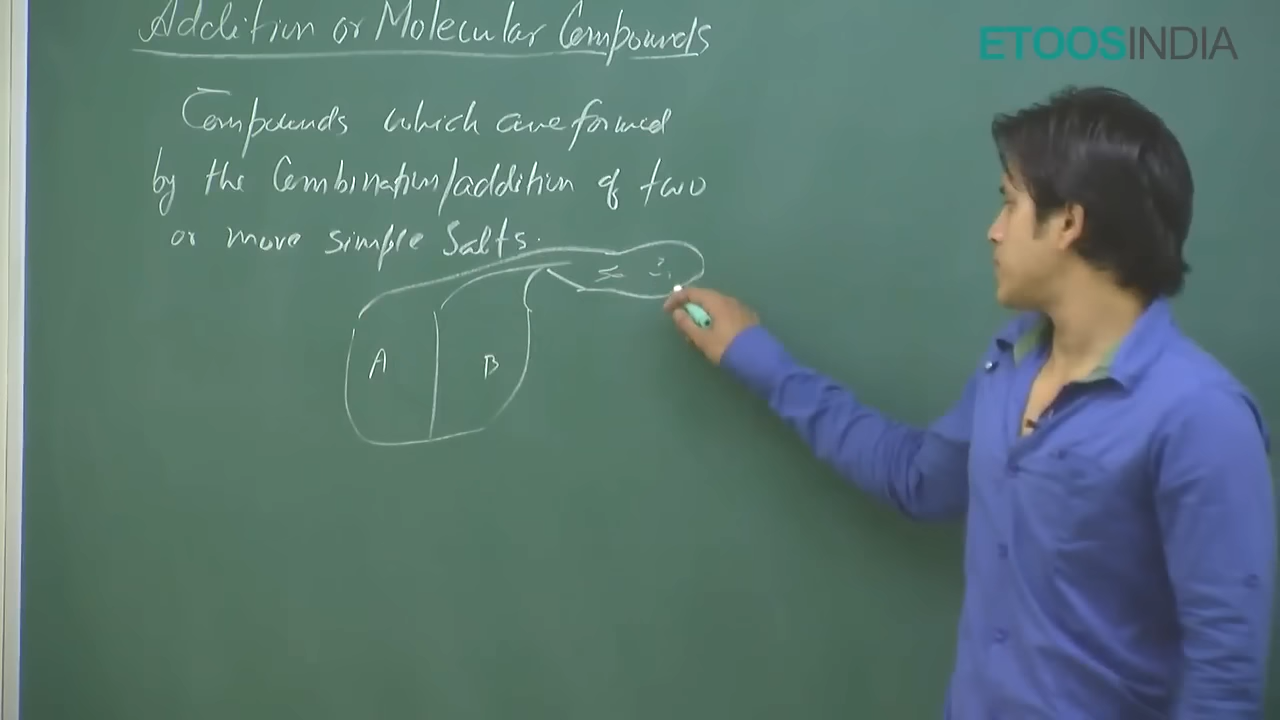 Addition or Molecular Compounds
ETOOSINDIA
Compounds which are formed
by the Combination/addition of two
or more simple Salts.
A B